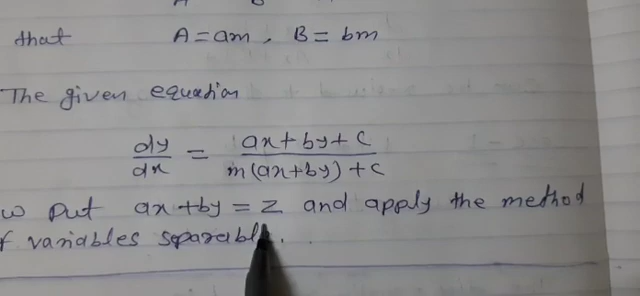 that A = am, B = bm
The given equation
dy/dx = ax+by+c / m(ax+by)+c
w put ax+by = z and apply the method
f variables separabl